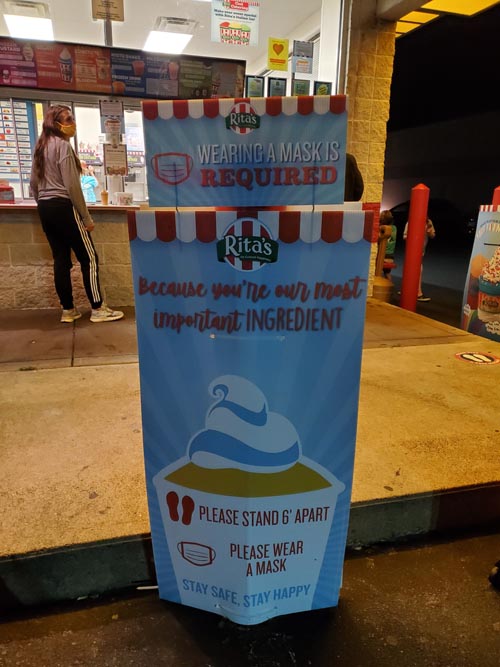 Rita's
WEARING A MASK IS
REQUIRED
Rita's
Because you're our most
important INGREDIENT
PLEASE STAND 6' APART
PLEASE WEAR
A MASK
STAY SAFE, STAY HAPPY